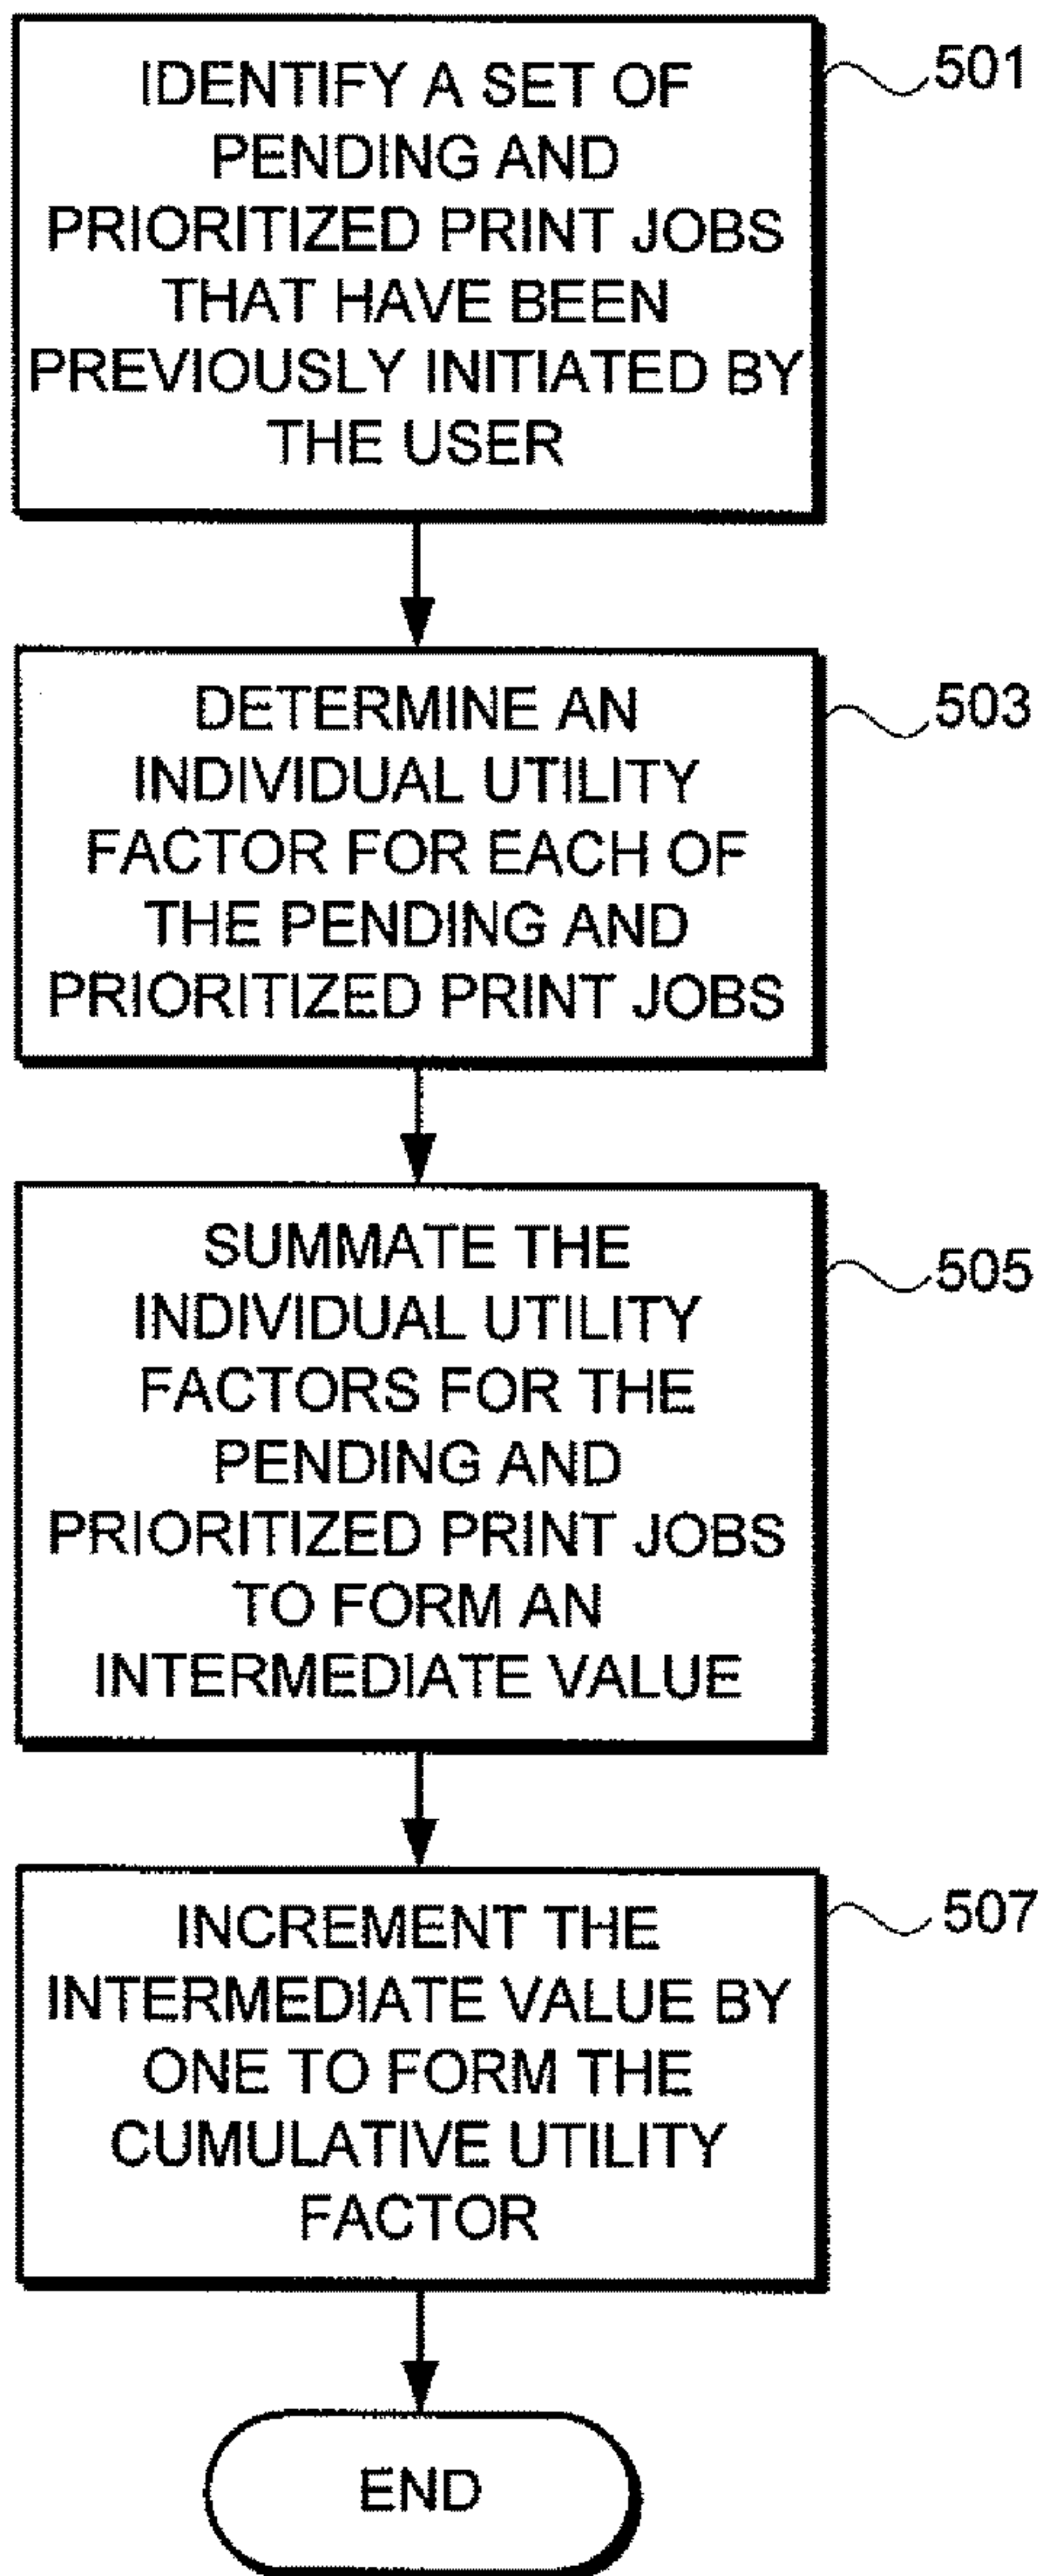 IDENTIFY A SET OF
PENDING AND
PRIORITIZED PRINT JOBS
THAT HAVE BEEN
PREVIOUSLY INITIATED BY
THE USER
501
DETERMINE AN
INDIVIDUAL UTILITY
FACTOR FOR EACH OF
THE PENDING AND
PRIORITIZED PRINT JOBS
503
SUMMATE THE
INDIVIDUAL UTILITY
FACTORS FOR THE
PENDING AND
PRIORITIZED PRINT JOBS
TO FORM AN
INTERMEDIATE VALUE
505
INCREMENT THE
INTERMEDIATE VALUE BY
ONE TO FORM THE
CUMULATIVE UTILITY
FACTOR
507
END